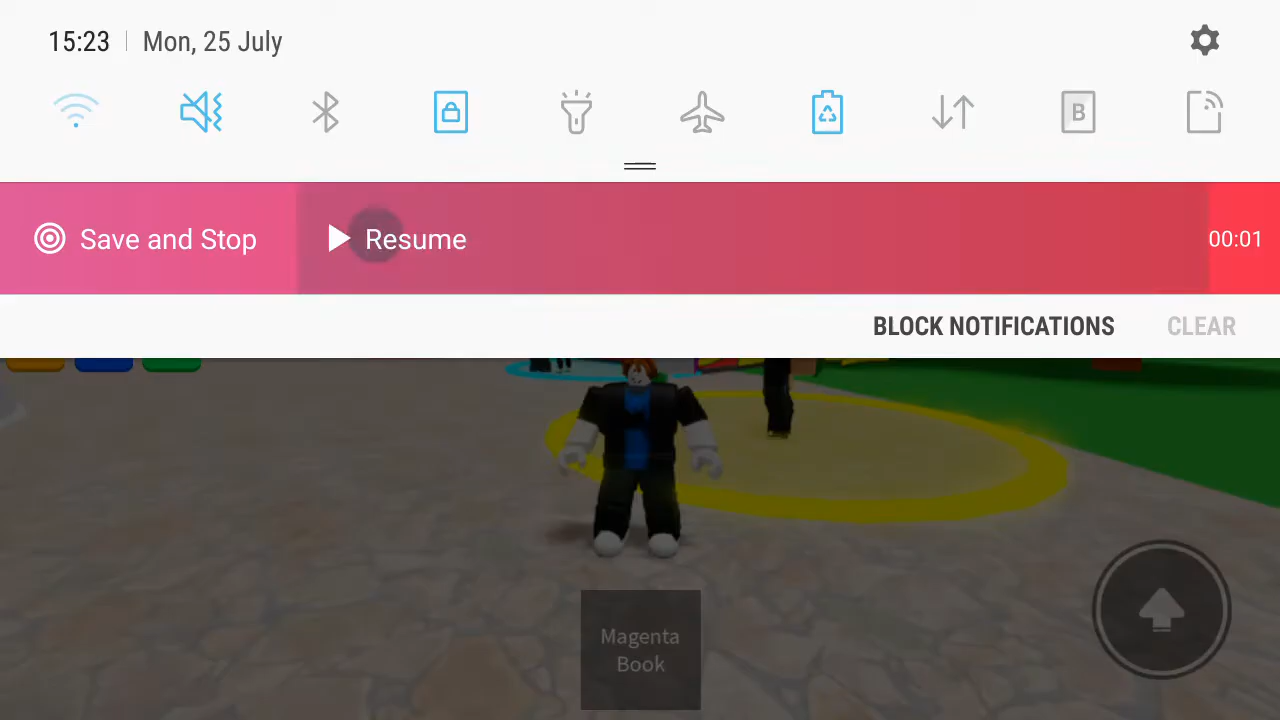 15:23 Mon, 25 July
B
Save and Stop
Resume
00:01
BLOCK NOTIFICATIONS
CLEAR
Magenta
Book